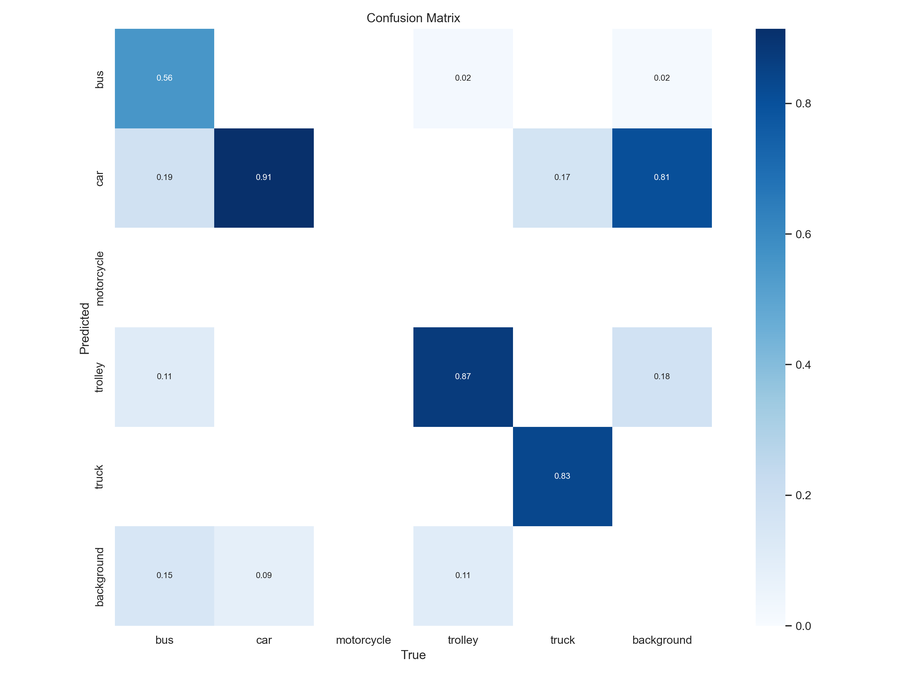 Confusion Matrix
bus
0.56
0.02
0.02
0.8
car
0.19
0.91
0.17
0.81
0.6
motorcycle
Predicted
0.4
trolley
0.11
0.87
0.18
truck
0.83
0.2
background
0.15
0.09
0.11
0.0
bus
car
motorcycle
trolley
truck
background
True